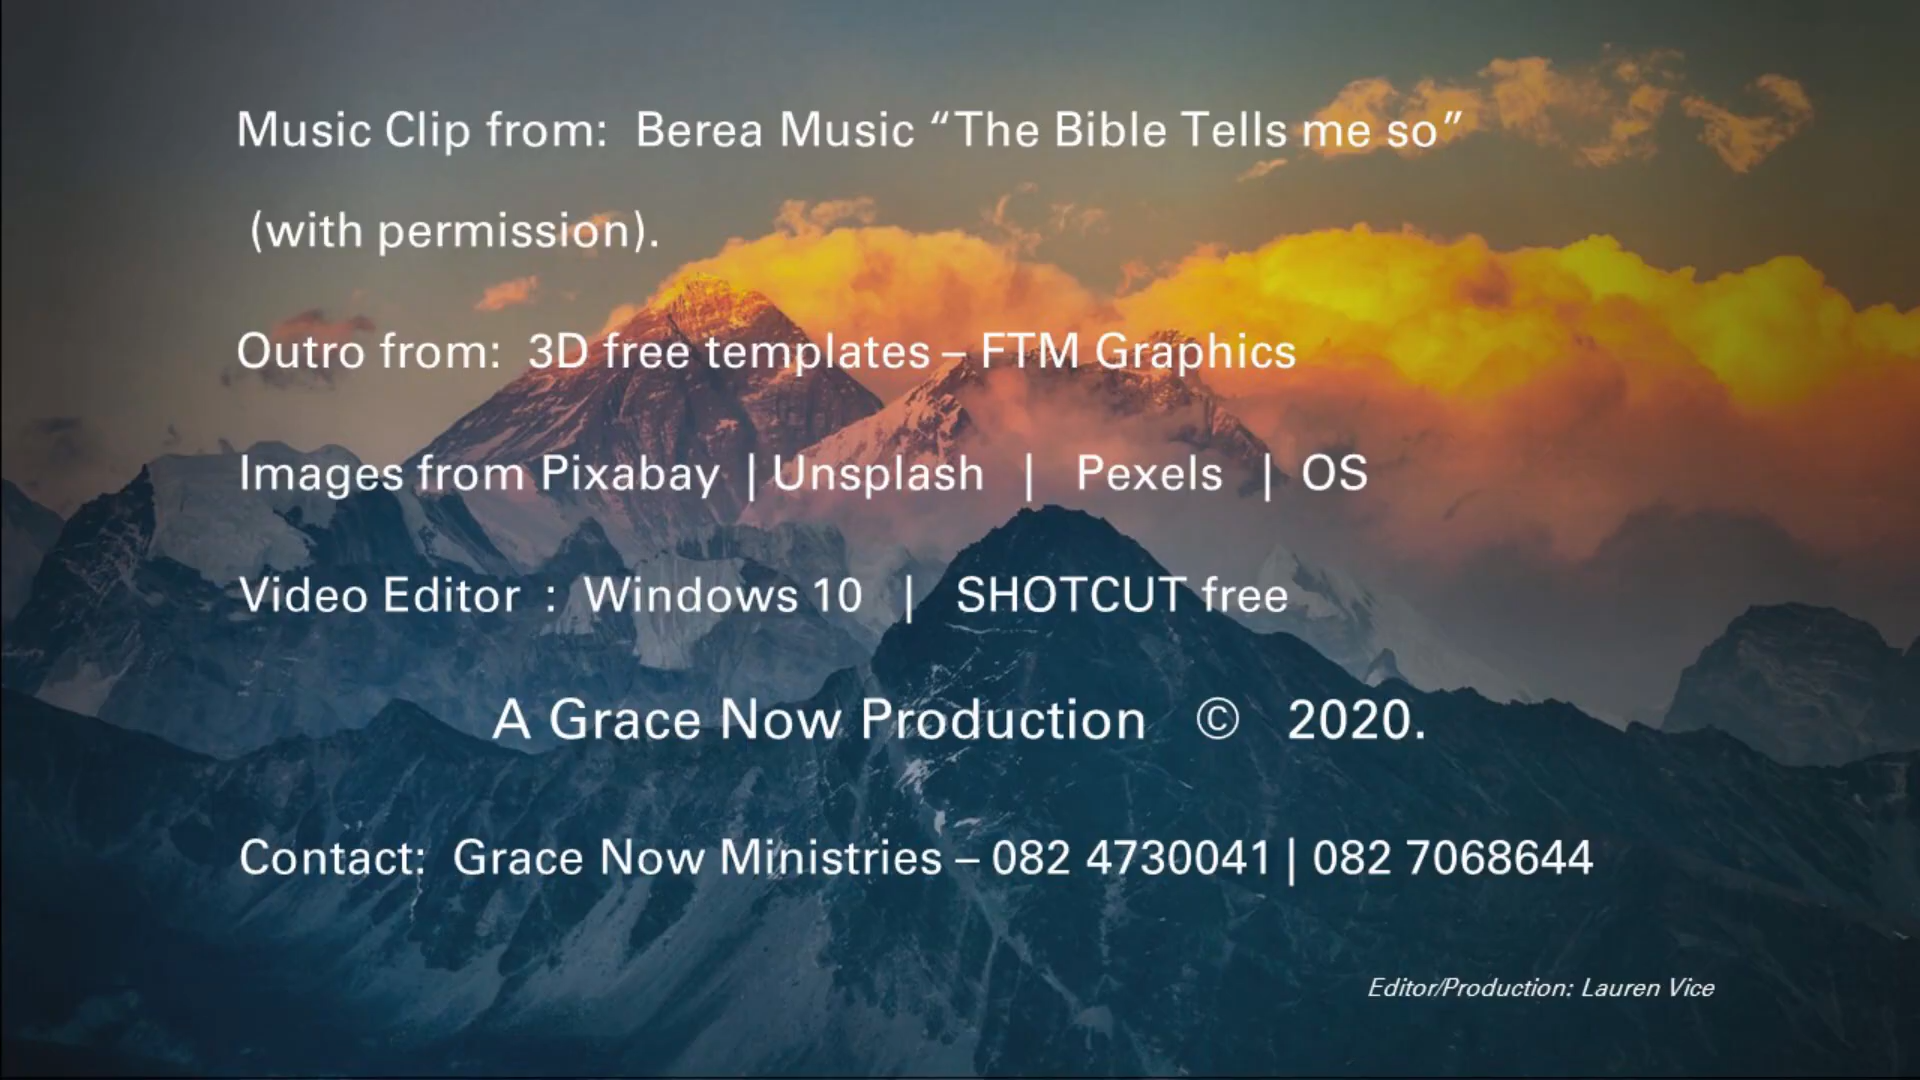 Music Clip from: Berea Music “The Bible Tells me so”
(with permission).
Outro from: 3D free templates – FTM Graphics
Images from Pixabay | Unsplash | Pexels | OS
Video Editor : Windows 10 | SHOTCUT free
A Grace Now Production © 2020.
Contact: Grace Now Ministries – 082 4730041 | 082 7068644
Editor/Production: Lauren Vice